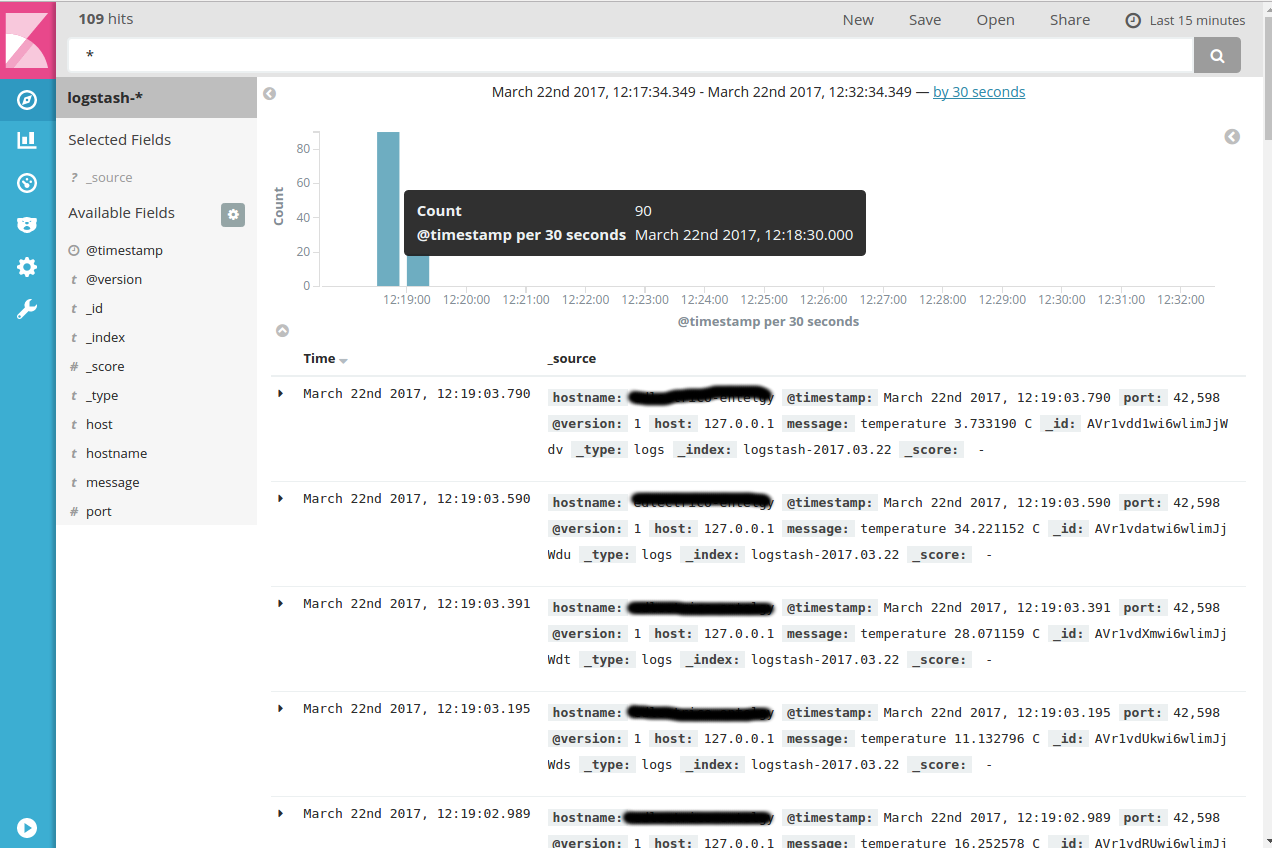 109 hits
New Save Open Share Last 15 minutes
*
logstash-*
March 22nd 2017, 12:17:34.349 - March 22nd 2017, 12:32:34.349 — by 30 seconds
Selected Fields
? _source
Available Fields
@timestamp
t @version
t _id
t _index
# _score
t _type
t host
t hostname
t message
# port
Count
80
60
40
20
0
Count 90
@timestamp per 30 seconds March 22nd 2017, 12:18:30.000
12:19:00 12:20:00 12:21:00 12:22:00 12:23:00 12:24:00 12:25:00 12:26:00 12:27:00 12:28:00 12:29:00 12:30:00 12:31:00 12:32:00
@timestamp per 30 seconds
Time _source
March 22nd 2017, 12:19:03.790 hostname: @timestamp: March 22nd 2017, 12:19:03.790 port: 42,598
@version: 1 host: 127.0.0.1 message: temperature 3.733190 C _id: AVr1vdd1wi6wlimJjW
dv _type: logs _index: logstash-2017.03.22 _score: -
March 22nd 2017, 12:19:03.590 hostname: @timestamp: March 22nd 2017, 12:19:03.590 port: 42,598
@version: 1 host: 127.0.0.1 message: temperature 34.221152 C _id: AVr1vdatwi6wlimJj
Wdu _type: logs _index: logstash-2017.03.22 _score: -
March 22nd 2017, 12:19:03.391 hostname: @timestamp: March 22nd 2017, 12:19:03.391 port: 42,598
@version: 1 host: 127.0.0.1 message: temperature 28.071159 C _id: AVr1vdXmwi6wlimJj
Wdt _type: logs _index: logstash-2017.03.22 _score: -
March 22nd 2017, 12:19:03.195 hostname: @timestamp: March 22nd 2017, 12:19:03.195 port: 42,598
@version: 1 host: 127.0.0.1 message: temperature 11.132796 C _id: AVr1vdUkwi6wlimJj
Wds _type: logs _index: logstash-2017.03.22 _score: -
March 22nd 2017, 12:19:02.989 hostname: @timestamp: March 22nd 2017, 12:19:02.989 port: 42,598
@version: 1 host: 127.0.0.1 message: temperature 16.252578 C _id: AVr1vdRUwi6wlimJj